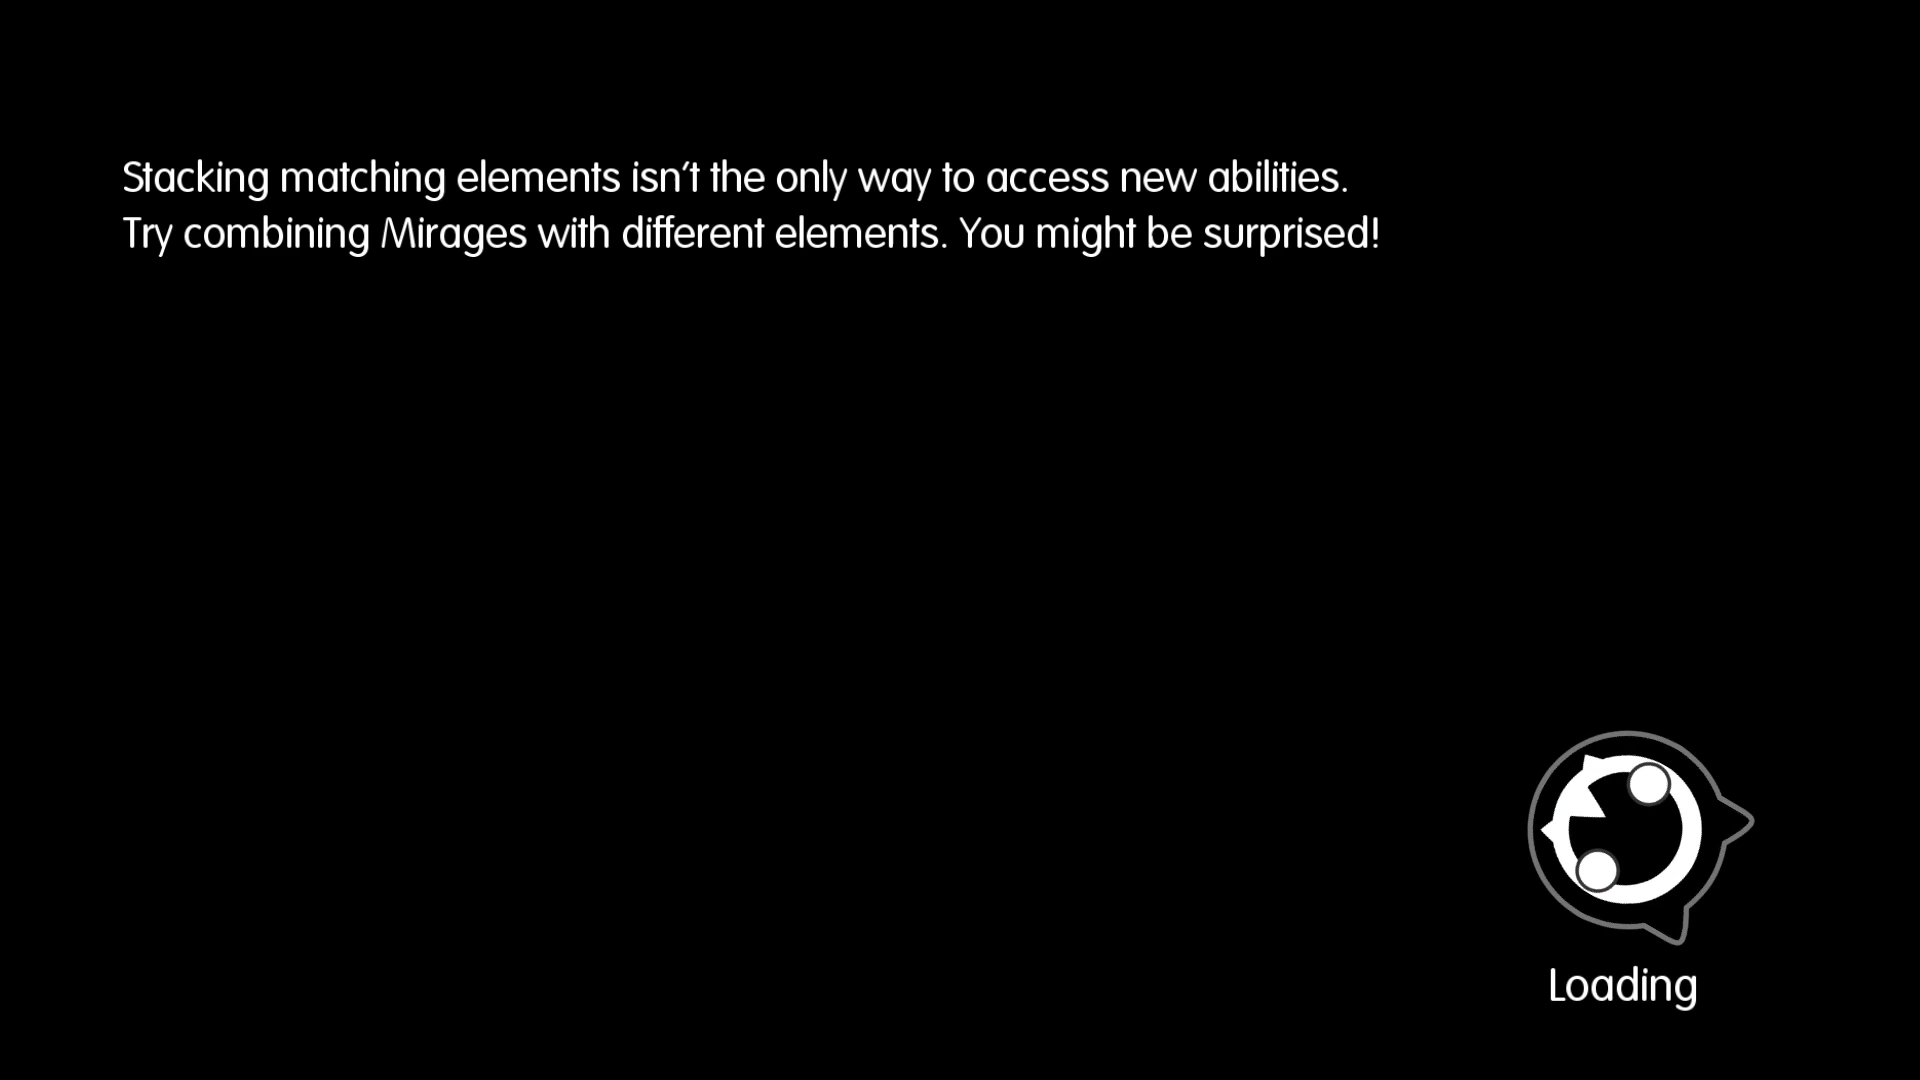 Stacking matching elements isn't the only way to access new abilities.
Try combining Mirages with different elements. You might be surprised!
Loading